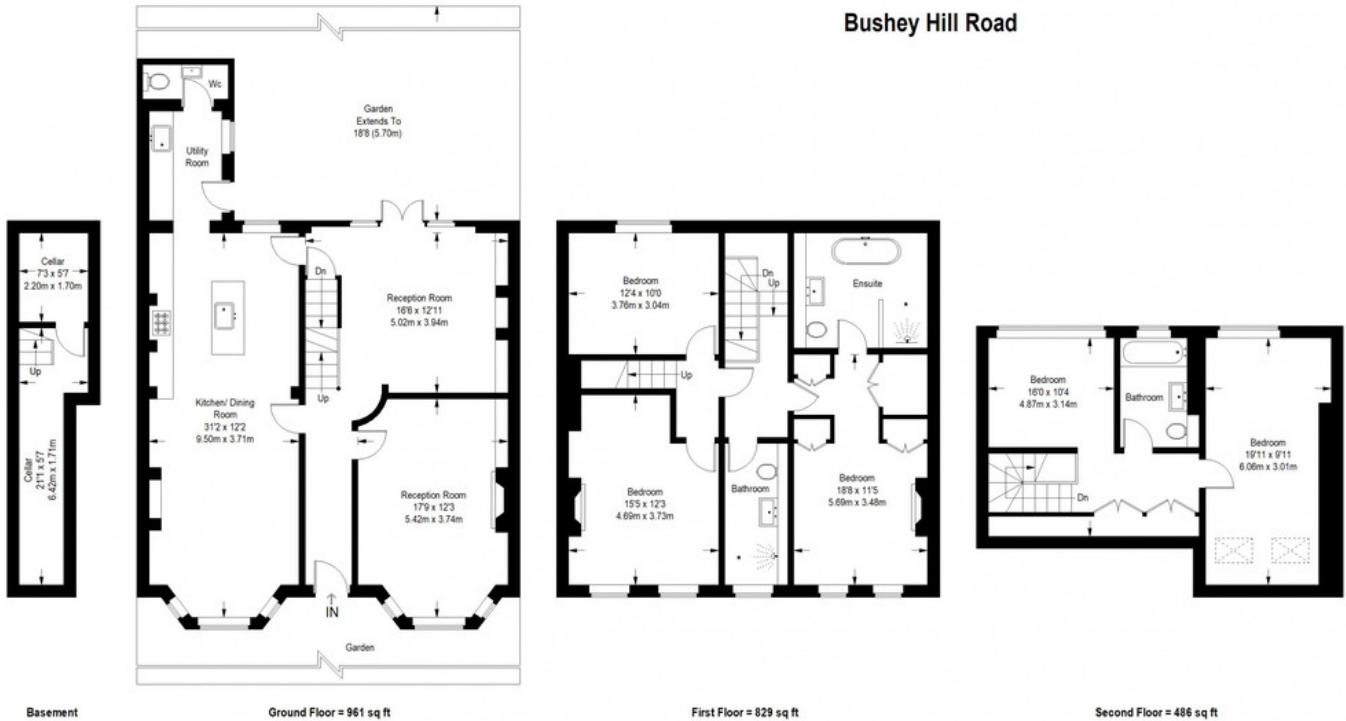 Bushey Hill Road
Wc
Utility
Room
Garden
Extends To
18'8 (5.70m)
Cellar
7'3 x 5'7
2.20m x 1.70m
Up
Cellar
21'1 x 5'7
6.42m x 1.71m
Dn
Reception Room
16'6 x 12'11
5.02m x 3.94m
Up
Kitchen/ Dining
Room
31'2 x 12'2
9.50m x 3.71m
Reception Room
17'9 x 12'3
5.42m x 3.74m
IN
Garden
Bedroom
12'4 x 10'0
3.76m x 3.04m
Dn
Up
Ensuite
Up
Bedroom
15'5 x 12'3
4.69m x 3.73m
Bathroom
Bedroom
18'8 x 11'5
5.69m x 3.48m
Bedroom
16'0 x 10'4
4.87m x 3.14m
Bathroom
Bedroom
19'11 x 9'11
6.06m x 3.01m
Dn
Basement
Ground Floor = 961 sq ft
First Floor = 829 sq ft
Second Floor = 486 sq ft